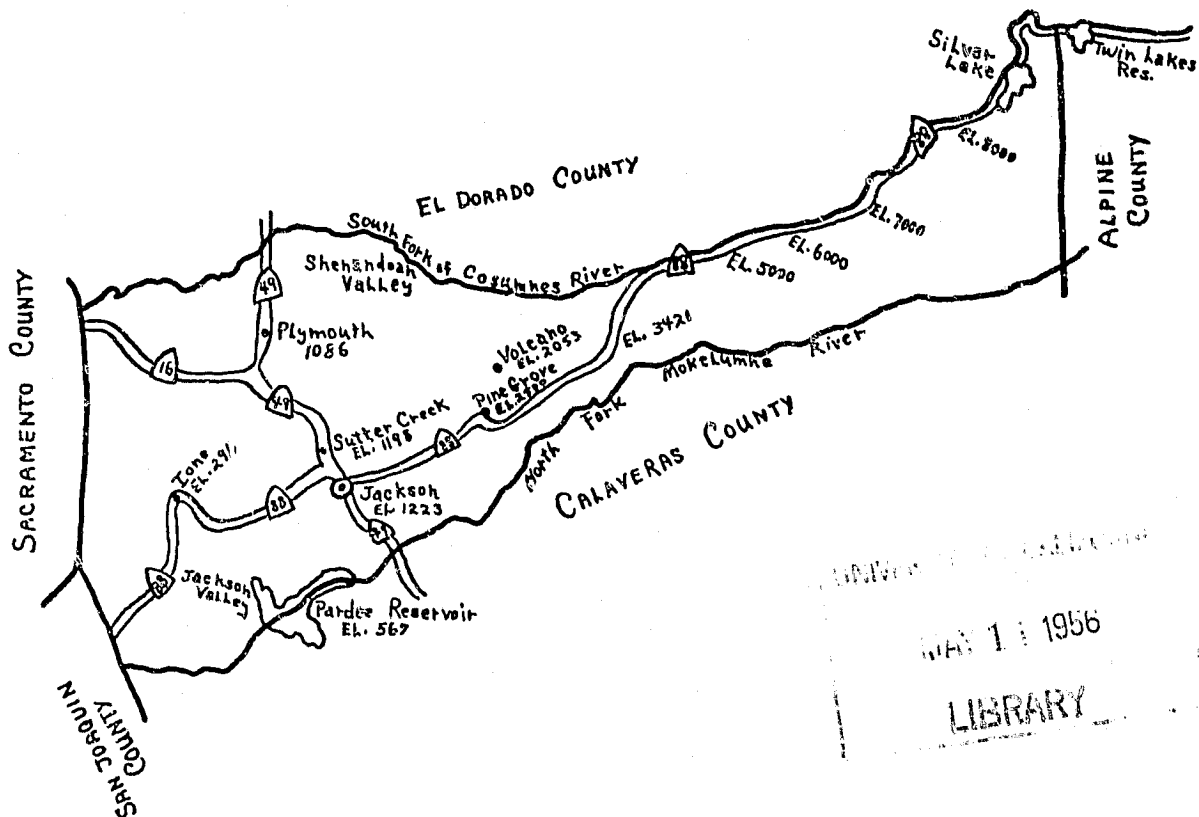 Silvar
Lake
Twin Lakes
Res.
EL. 8000
EL DORADO COUNTY
ALPINE
COUNTY
EL. 7000
EL. 6000
EL. 5000
South Fork of Cosumnes River
Shenandoah
Valley
SACRAMENTO COUNTY
49
Plymouth
1086
Volcano
EL. 2053
EL. 3421
Mokelumne River
North Fork
16
49
Pine Grove
Sutter Creek
EL. 1198
CALAVERAS COUNTY
Ione
88
88
Jackson
EL 1223
Jackson
Valley
Pardee Reservoir
EL. 567
SAN JOAQUIN
COUNTY
MAY 1 1956
LIBRARY